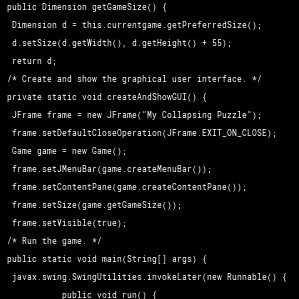 public Dimension getGameSize() {
Dimension d = this.currentgame.getPreferredSize();
d.setSize(d.getWidth(), d.getHeight() + 55);
return d;
/* Create and show the graphical user interface. */
private static void createAndShowGUI() {
JFrame frame = new JFrame("My Collapsing Puzzle");
frame.setDefaultCloseOperation(JFrame.EXIT_ON_CLOSE);
Game game = new Game();
frame.setJMenuBar(game.createMenuBar());
frame.setContentPane(game.createContentPane());
frame.setSize(game.getGameSize());
frame.setVisible(true);
/* Run the game. */
public static void main(String[] args) {
javax.swing.SwingUtilities.invokeLater(new Runnable() {
public void run() {